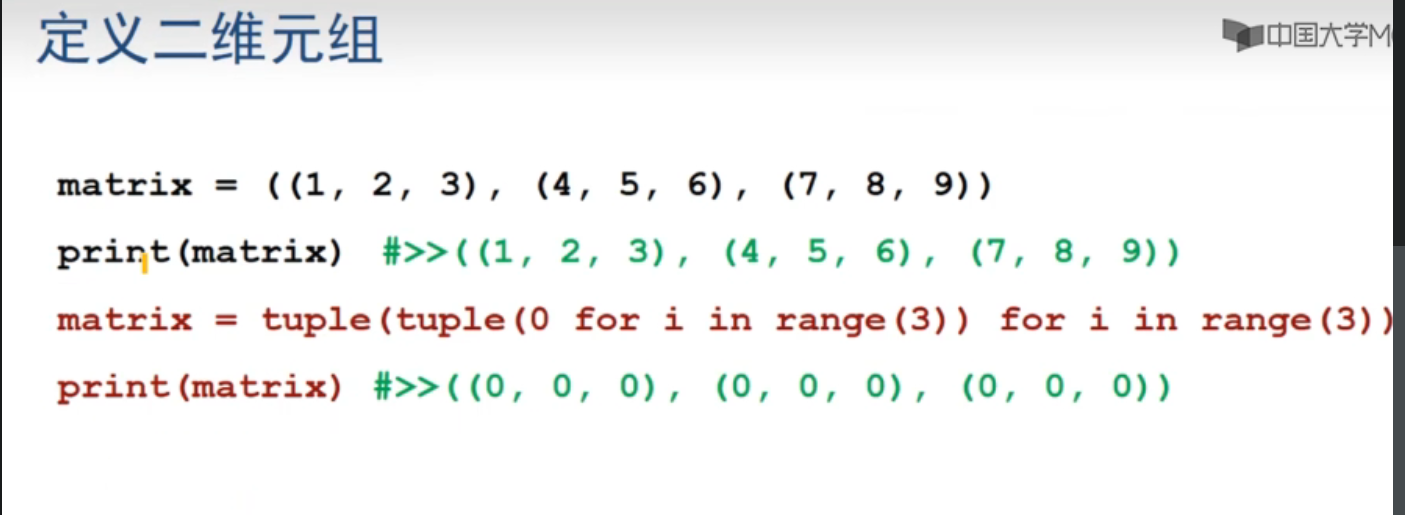 定义二维元组
中国大学M
matrix = ((1, 2, 3), (4, 5, 6), (7, 8, 9))
print(matrix) #>>((1, 2, 3), (4, 5, 6), (7, 8, 9))
matrix = tuple(tuple(0 for i in range(3)) for i in range(3))
print(matrix) #>>((0, 0, 0), (0, 0, 0), (0, 0, 0))